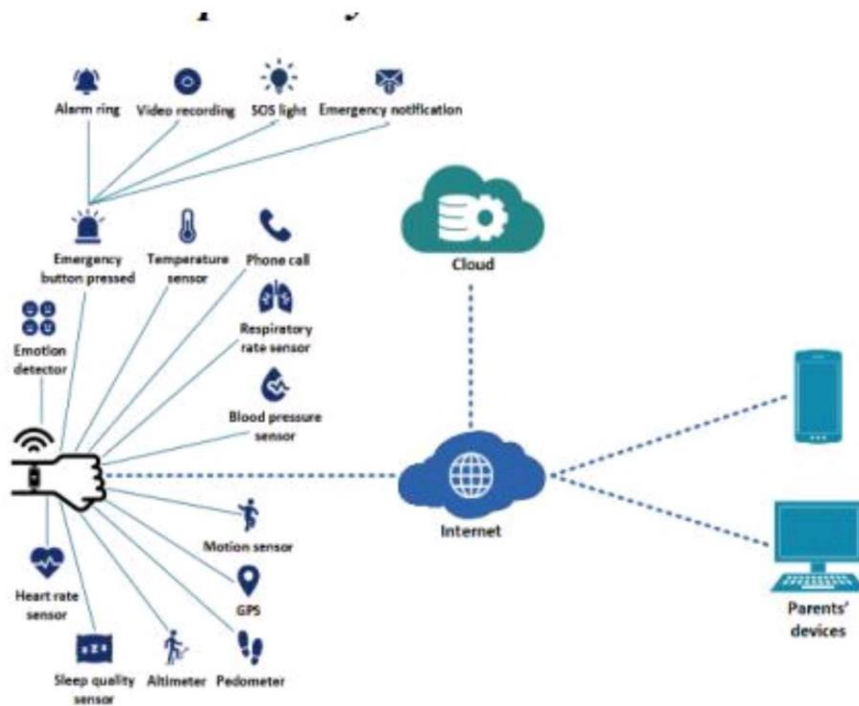 Alarm ring
Video recording
SOS light
Emergency notification
Emergency
button pressed
Temperature
sensor
Phone call
Cloud
Respiratory
rate sensor
Emotion
detector
Blood pressure
sensor
Internet
Motion sensor
Heart rate
sensor
GPS
Parents'
devices
Sleep quality
sensor
Altimeter
Pedometer
zZz